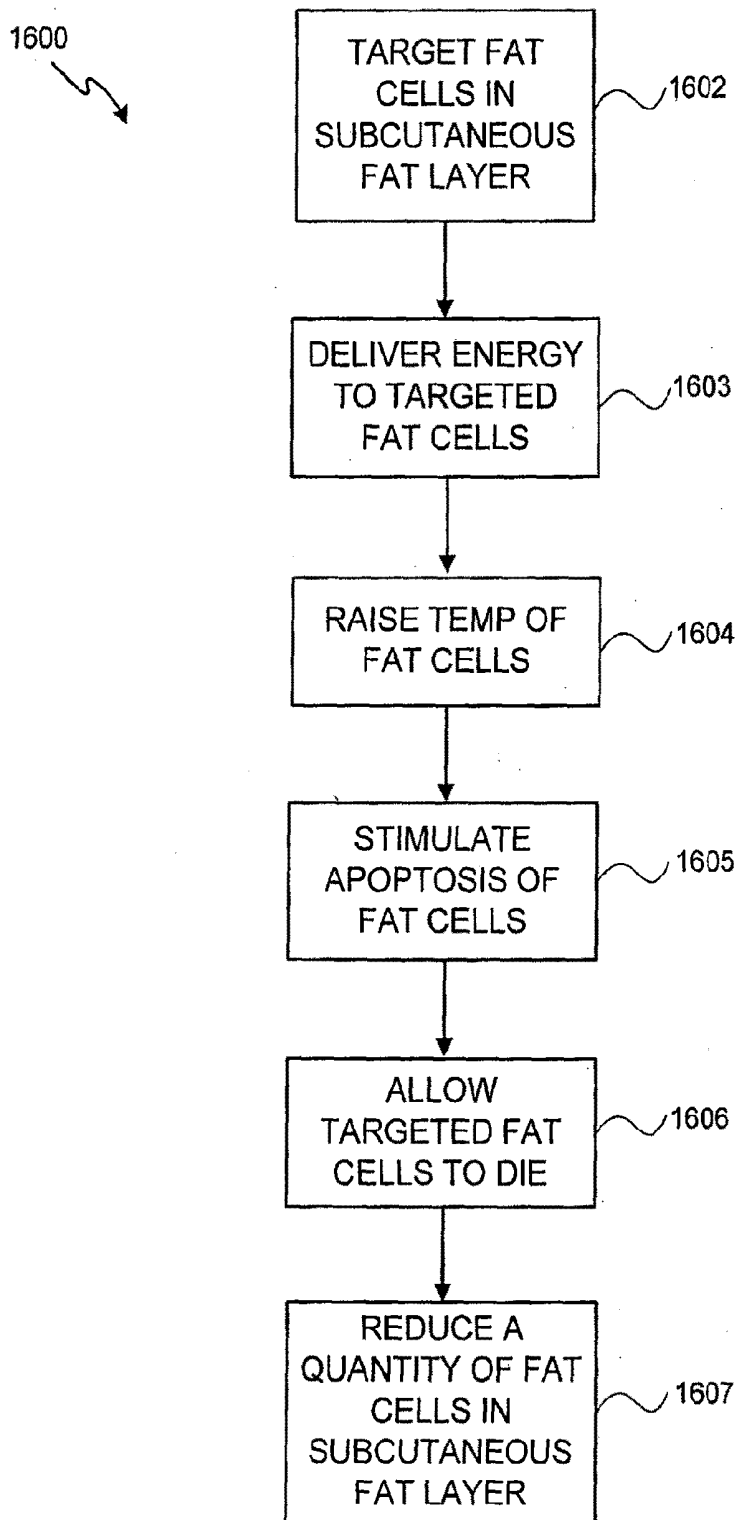 1600
TARGET FAT
CELLS IN
SUBCUTANEOUS
FAT LAYER
1602
DELIVER ENERGY
TO TARGETED
FAT CELLS
1603
RAISE TEMP OF
FAT CELLS
1604
STIMULATE
APOPTOSIS OF
FAT CELLS
1605
ALLOW
TARGETED FAT
CELLS TO DIE
1606
REDUCE A
QUANTITY OF FAT
CELLS IN
SUBCUTANEOUS
FAT LAYER
1607